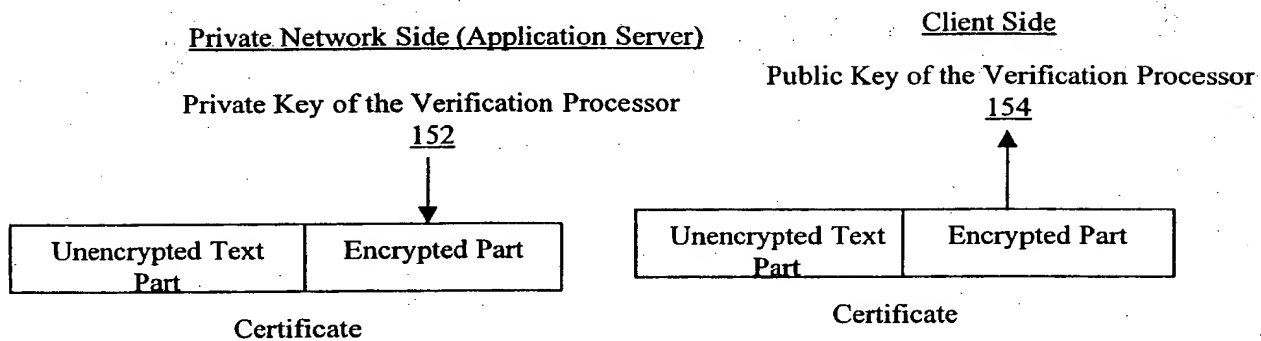 Private Network Side (Application Server)
Private Key of the Verification Processor
152
Unencrypted Text
Part
Encrypted Part
Certificate
Client Side
Public Key of the Verification Processor
154
Unencrypted Text
Part
Encrypted Part
Certificate